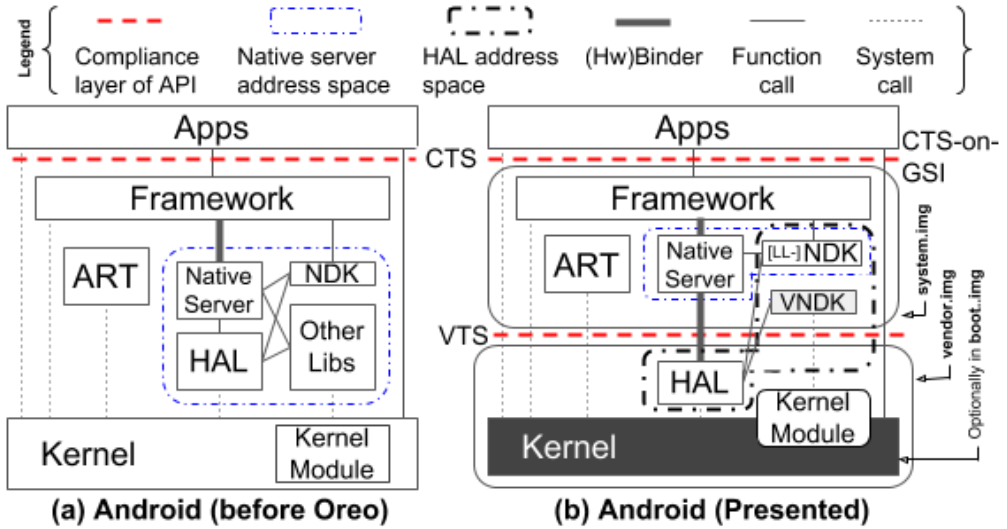 Legend
Compliance
layer of API
Native server
address space
HAL address
space
(Hw)Binder
Function
call
System
call
Apps
CTS
Framework
ART
Native
Server
NDK
HAL
Other
Libs
Kernel
Kernel
Module
(a) Android (before Oreo)
Apps
CTS-on-
GSI
Framework
ART
Native
Server
[LL-] NDK
VNDK
VTS
HAL
Kernel
Module
Kernel
system.img
vendor.img
Optionally in boot..img
(b) Android (Presented)